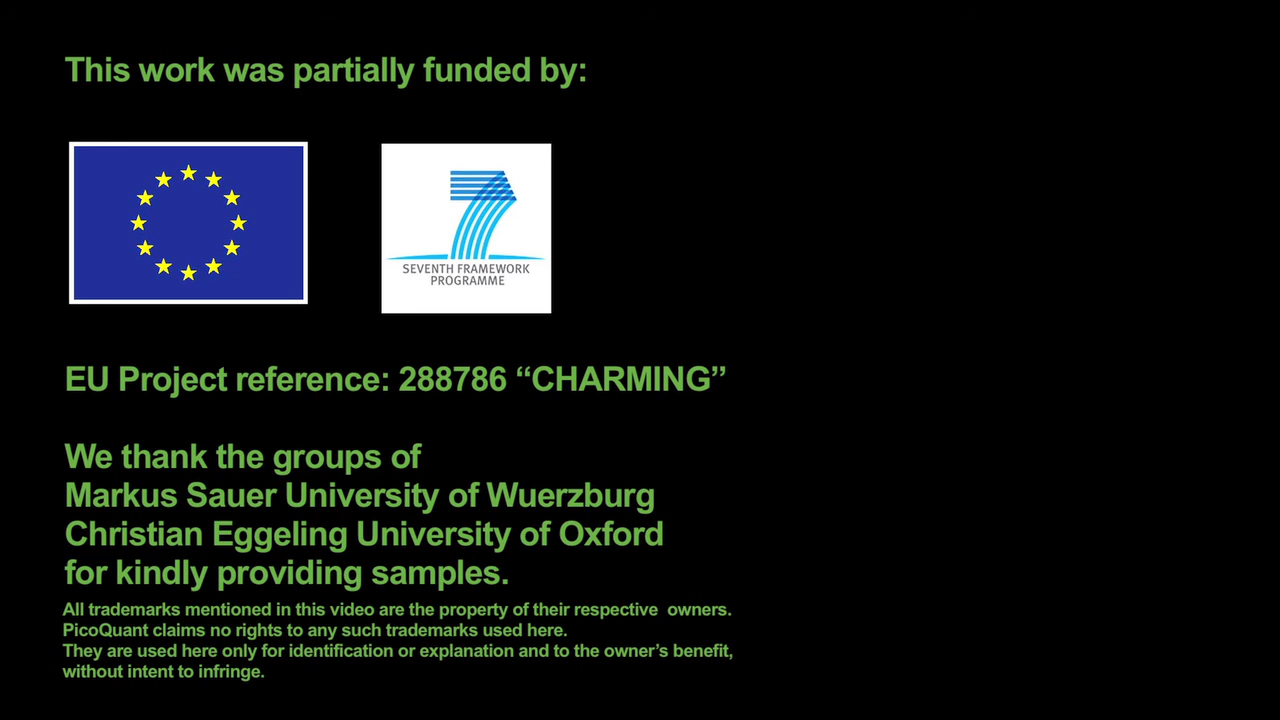 This work was partially funded by:
7
SEVENTH FRAMEWORK
PROGRAMME
EU Project reference: 288786 “CHARMING”
We thank the groups of
Markus Sauer University of Wuerzburg
Christian Eggeling University of Oxford
for kindly providing samples.
All trademarks mentioned in this video are the property of their respective  owners.
PicoQuant claims no rights to any such trademarks used here.
They are used here only for identification or explanation and to the owner’s benefit,
without intent to infringe.